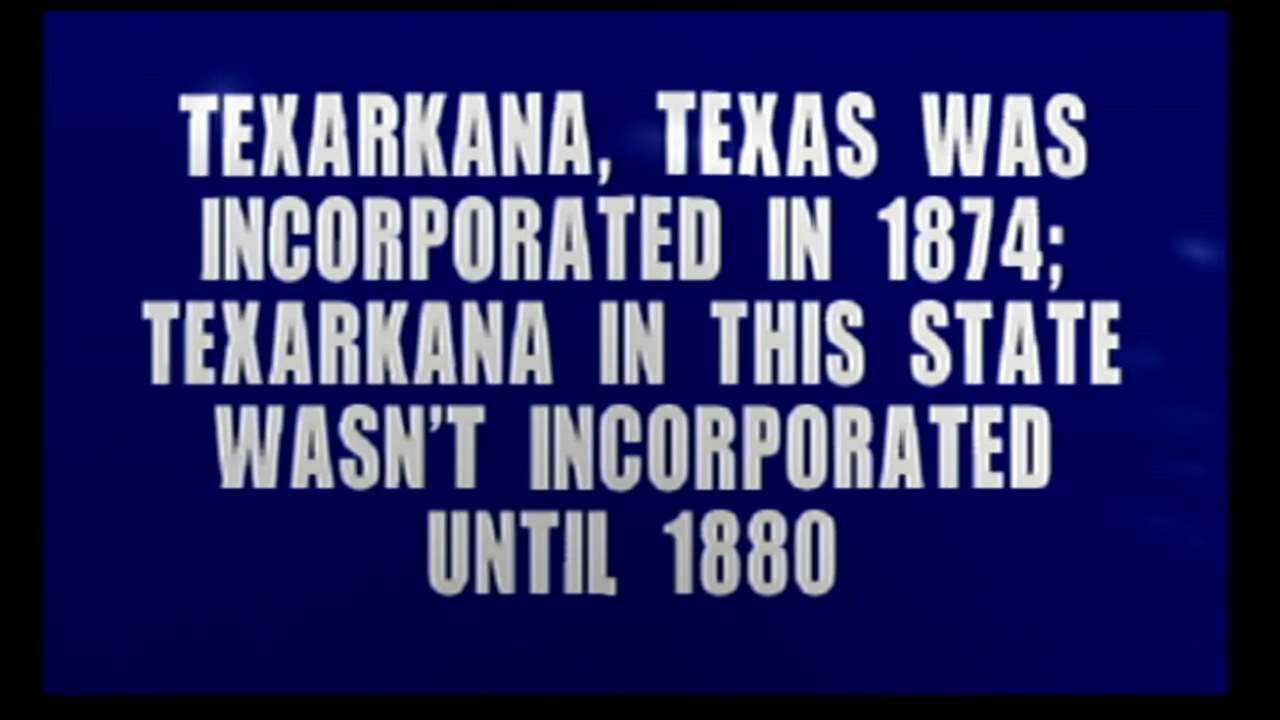 TEXARKANA, TEXAS WAS
INCORPORATED IN 1874;
TEXARKANA IN THIS STATE
WASN'T INCORPORATED
UNTIL 1880